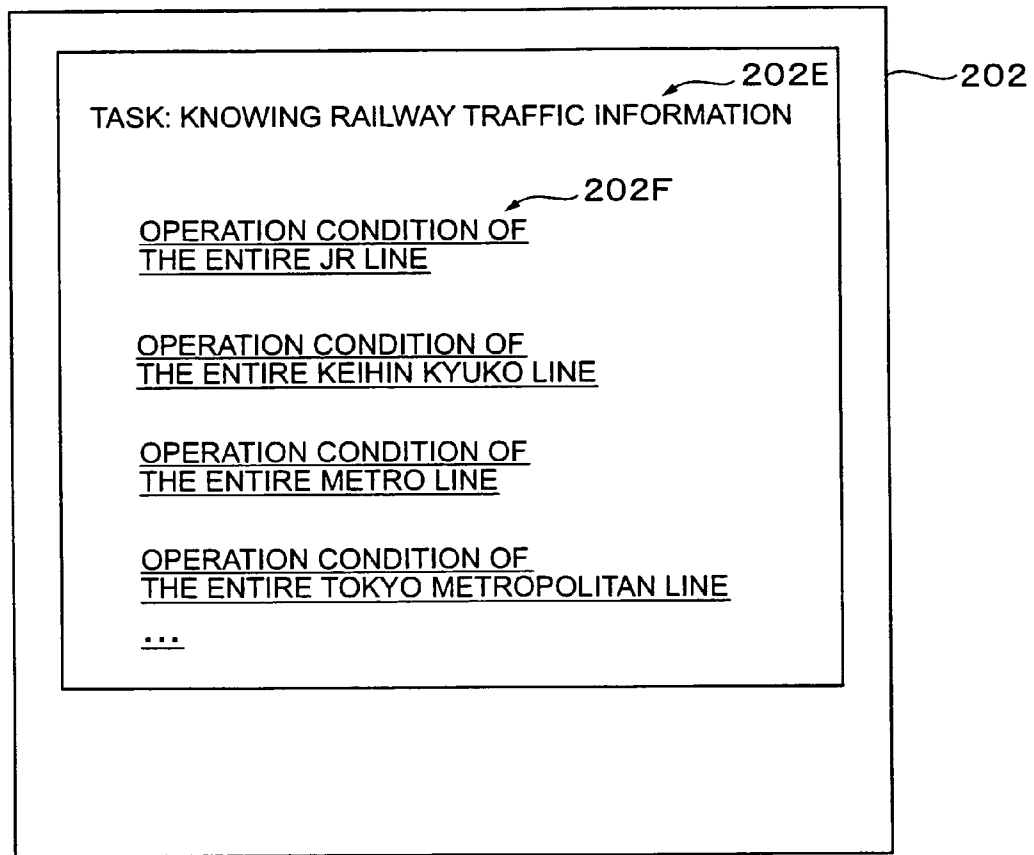 202E
202
TASK: KNOWING RAILWAY TRAFFIC INFORMATION
202F
OPERATION CONDITION OF
THE ENTIRE JR LINE
OPERATION CONDITION OF
THE ENTIRE KEIHIN KYUKO LINE
OPERATION CONDITION OF
THE ENTIRE METRO LINE
OPERATION CONDITION OF
THE ENTIRE TOKYO METROPOLITAN LINE
...